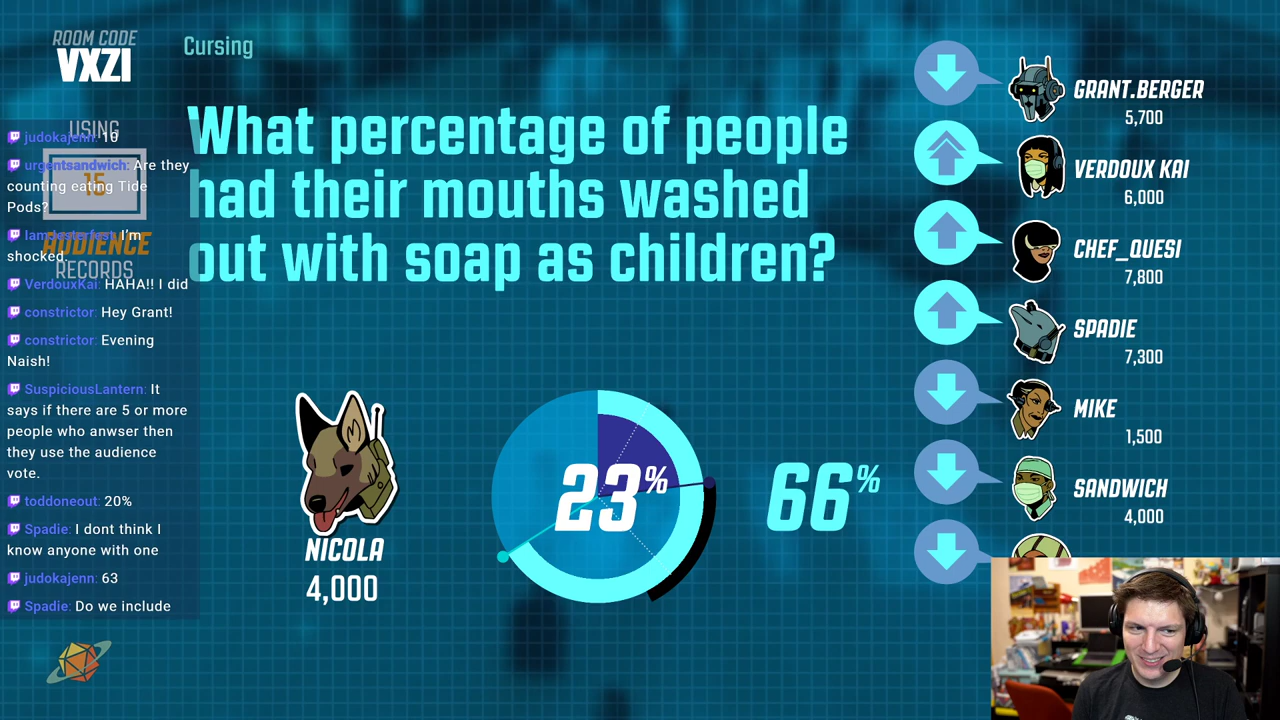 ROOM CODE
VXZI
Cursing
What percentage of people
had their mouths washed
out with soap as children?
USING
15
AUDIENCE
RECORDS
judokajenn: 10
urgentsandwich: Are they
counting eating Tide
Pods?
I'm
shocked.
VerdouxKai: HAHA!! I did
constrictor: Hey Grant!
constrictor: Evening
Naish!
SuspiciousLantern: It
says if there are 5 or more
people who anwser then
they use the audience
vote.
toddoneout: 20%
Spadie: I dont think I
know anyone with one
judokajenn: 63
Spadie: Do we include
NICOLA
4,000
23%
66%
GRANT.BERGER
5,700
VERDOUX KAI
6,000
CHEF_QUESI
7,800
SPADIE
7,300
MIKE
1,500
SANDWICH
4,000